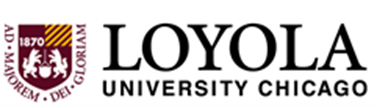 AD · MAJOREM · DEI · GLORIAM
1870
LOYOLA
UNIVERSITY CHICAGO